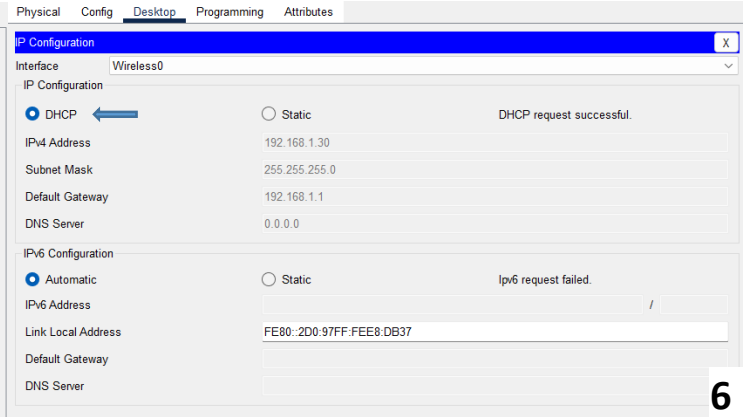 Physical Config Desktop Programming Attributes
IP Configuration X
Interface Wireless0
IP Configuration
DHCP Static DHCP request successful.
IPv4 Address 192.168.1.30
Subnet Mask 255.255.255.0
Default Gateway 192.168.1.1
DNS Server 0.0.0.0
IPv6 Configuration
Automatic Static Ipv6 request failed.
IPv6 Address /
Link Local Address FE80::2D0:97FF:FEE8:DB37
Default Gateway
DNS Server
6